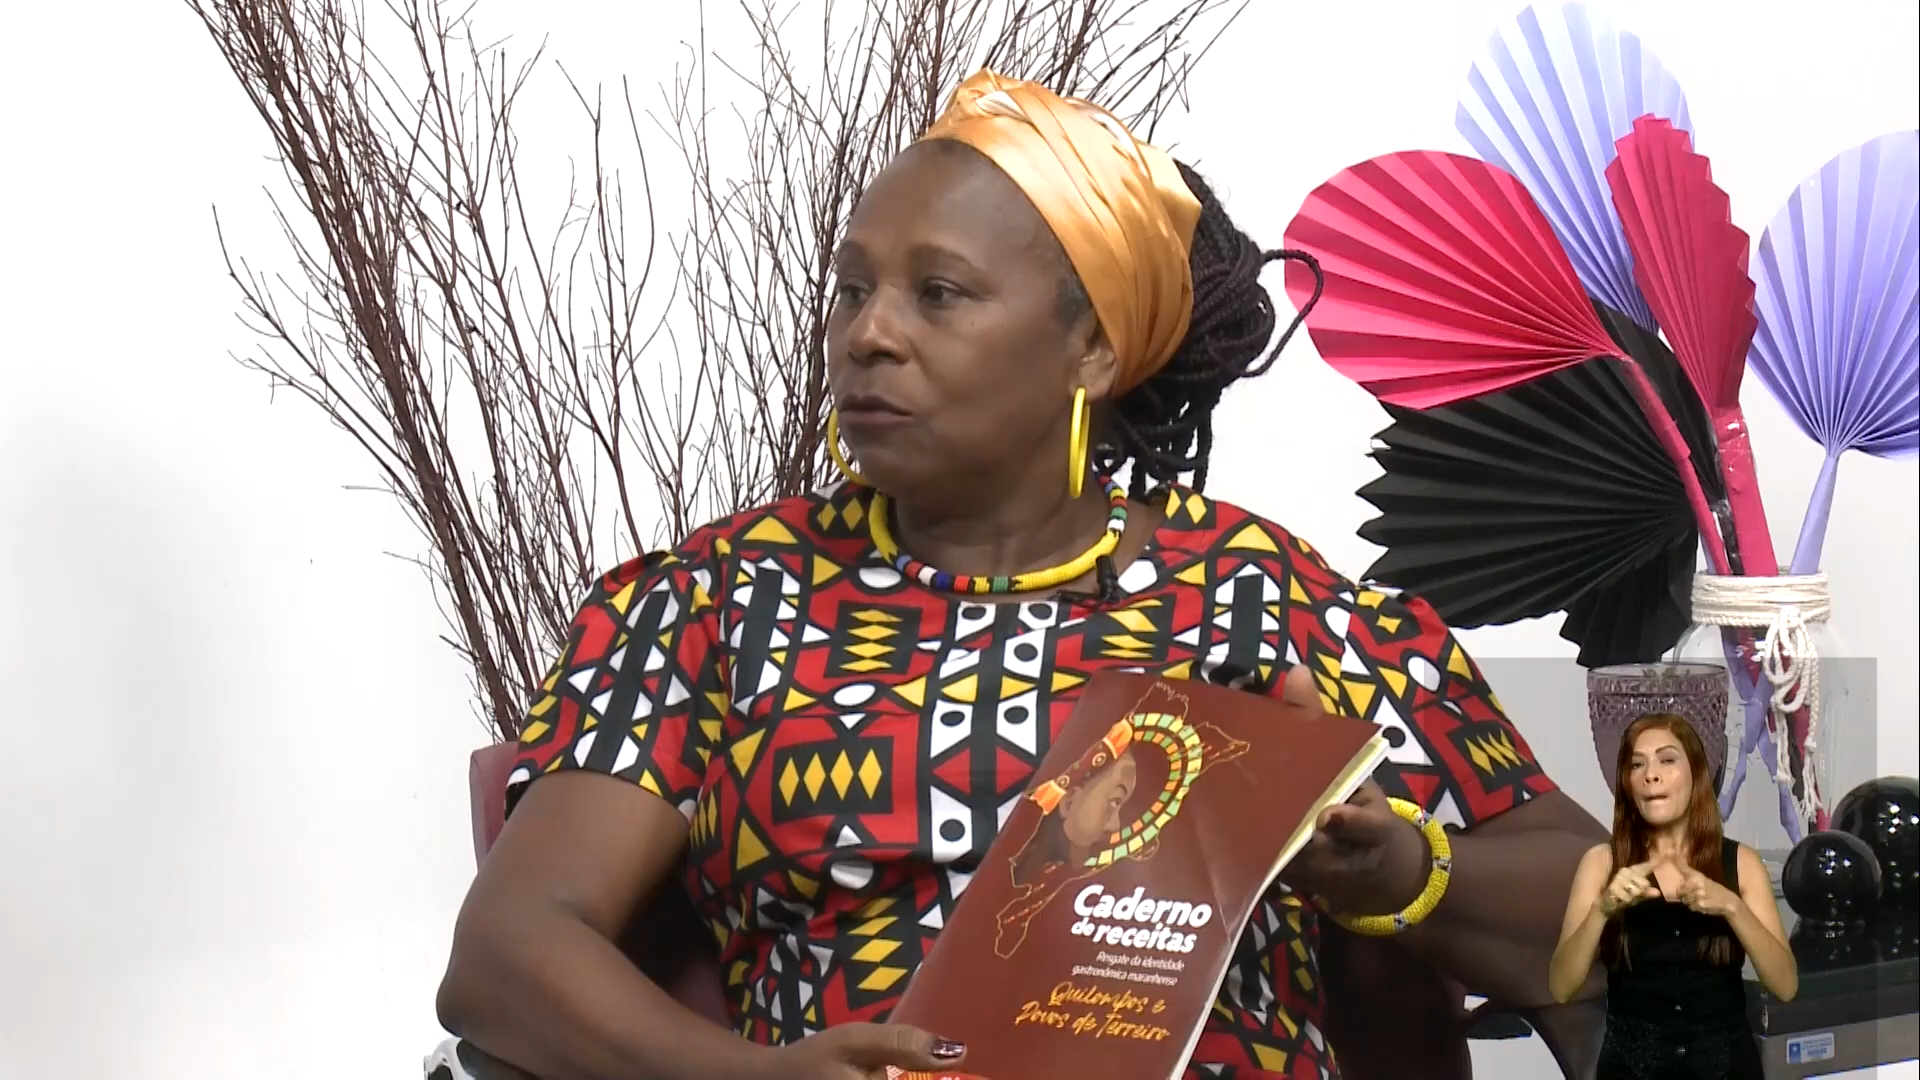 Caderno
de receitas
Resgate da identidade
gastronômica maranhense
Quilombos e
Povos de Terreiro